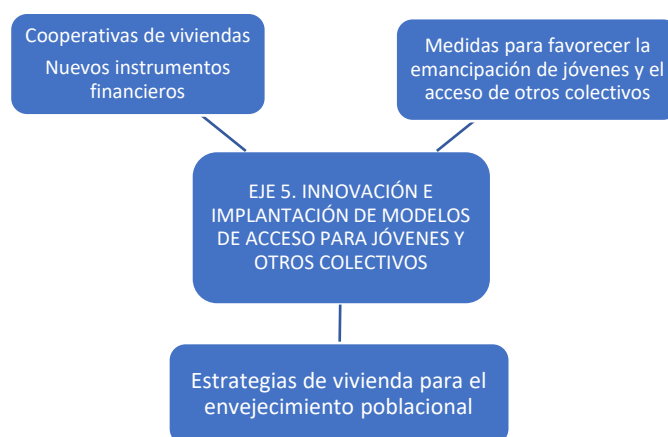 Cooperativas de viviendas
Nuevos instrumentos
financieros
Medidas para favorecer la
emancipación de jóvenes y el
acceso de otros colectivos
EJE 5. INNOVACIÓN E
IMPLANTACIÓN DE MODELOS
DE ACCESO PARA JÓVENES Y
OTROS COLECTIVOS
Estrategias de vivienda para el
envejecimiento poblacional